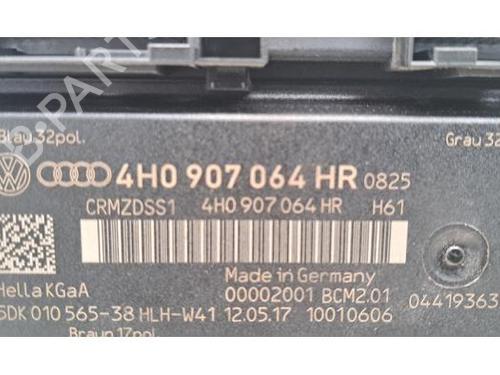 Blau 32pol.
Grau 32
4H0 907 064 HR 0825
CRMZDSS1 4H0 907 064 HR H61
Made in Germany
Hella KGaA 00002001 BCM2.01 04419363
5DK 010 565-38 HLH-W41 12.05.17 10010606
Braun 17pol.